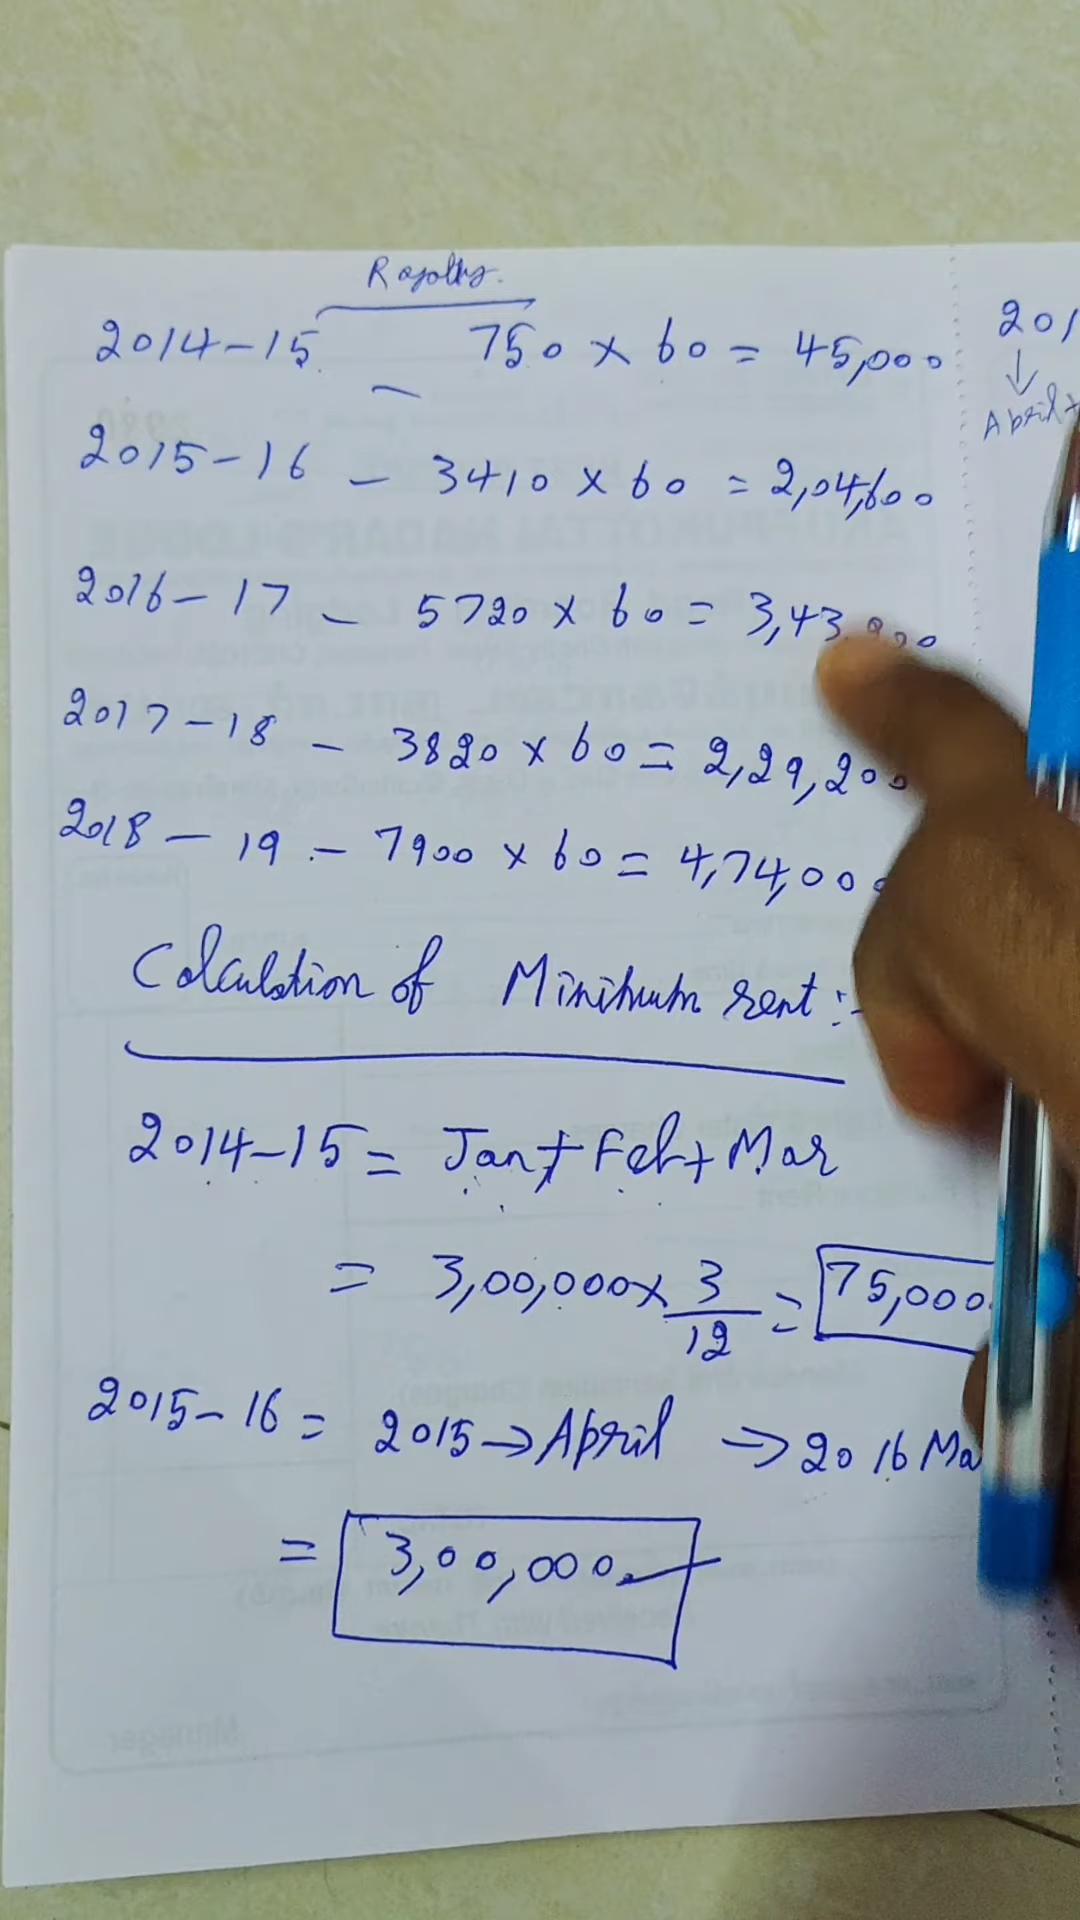 Royalty.
2014-15 - 750 × 60 = 45,000
2015-16 - 3410 × 60 = 2,04,600
2016-17 - 5720 × 60 = 3,43,
2017-18 - 3820 × 60 = 2,29,200
2018-19 - 7900 × 60 = 4,74,000
Calculation of Minimum rent :-
2014-15 = Jan + Feb + Mar
= 3,00,000 × 3/12 = 75,000
2015-16 = 2015 → April → 2016 Ma
= 3,00,000
201
↓
April